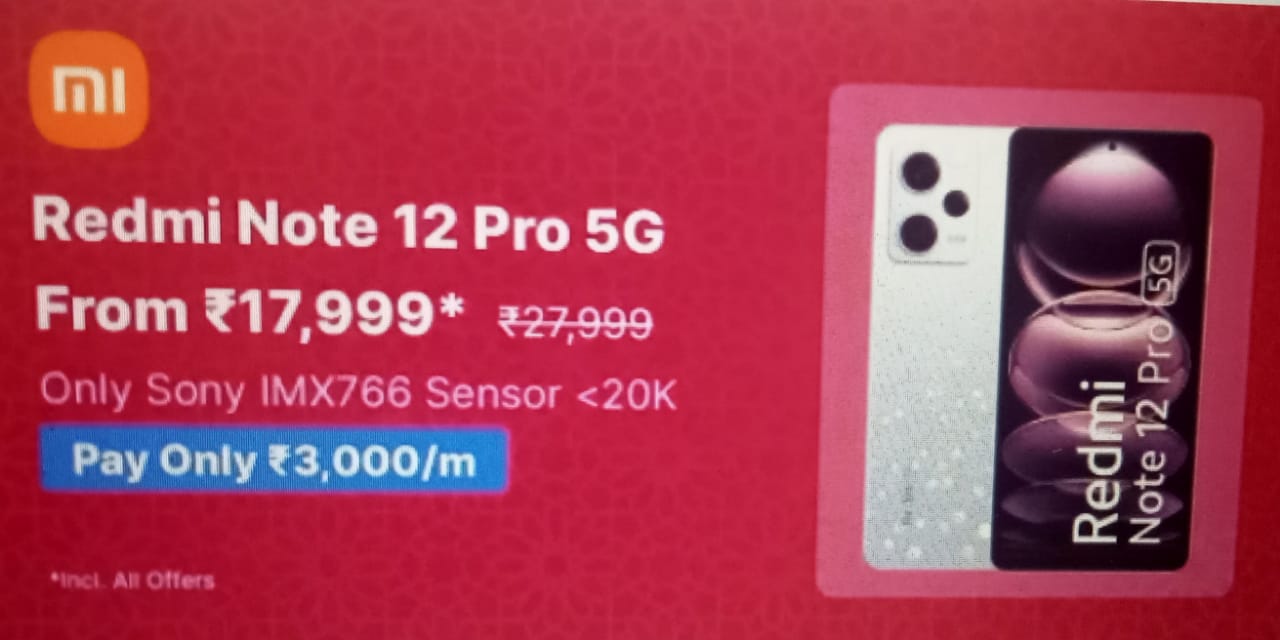 mi
Redmi Note 12 Pro 5G
From ₹17,999* ₹27,999
Only Sony IMX766 Sensor <20K
Pay Only ₹3,000/m
*Incl. All Offers
Redmi
Note 12 Pro 5G